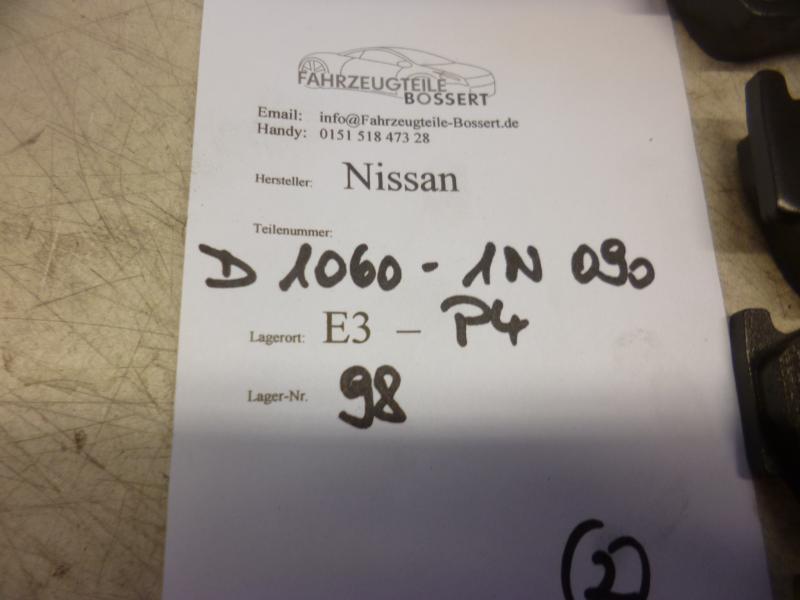 FAHRZEUGTEILE
BOSSERT
Email: info@Fahrzeugteile-Bossert.de
Handy: 0151 518 473 28
Hersteller: Nissan
Teilenummer:
D 1060 - 1N 090
Lagerort: E3 - P4
Lager-Nr. 98
(2)